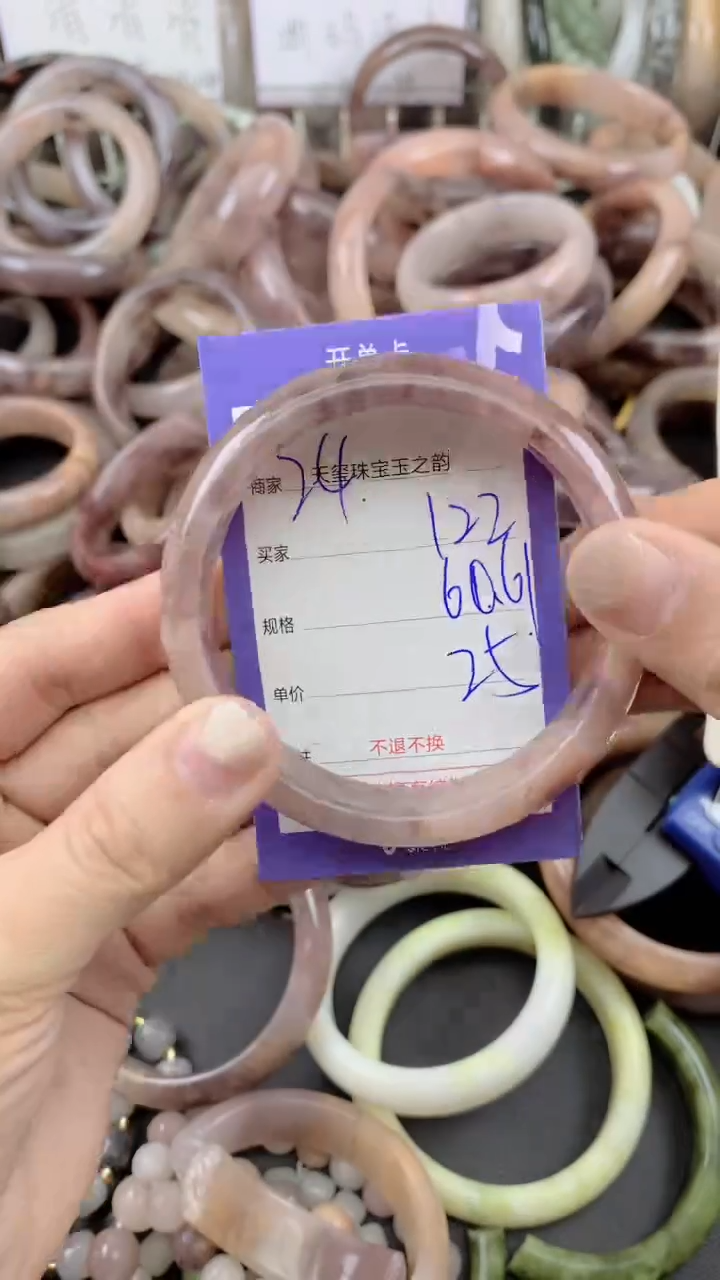 开单卡
24
商家 天玺珠宝玉之韵
买家 122
规格 60.61
单价 25
不退不换